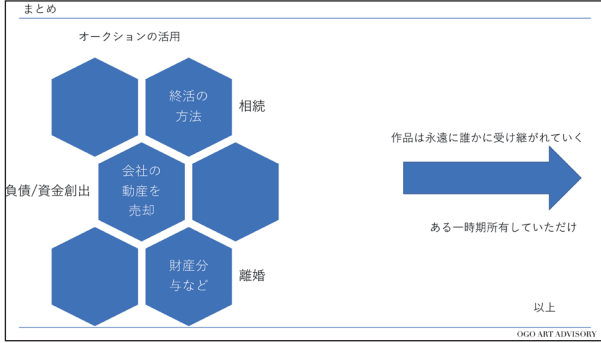 まとめ
オークションの活用
終活の
方法
相続
会社の
動産を
売却
負債/資金創出
財産分
与など
離婚
作品は永遠に誰かに受け継がれていく
ある一時期所有していただけ
以上
OGO ART ADVISORY